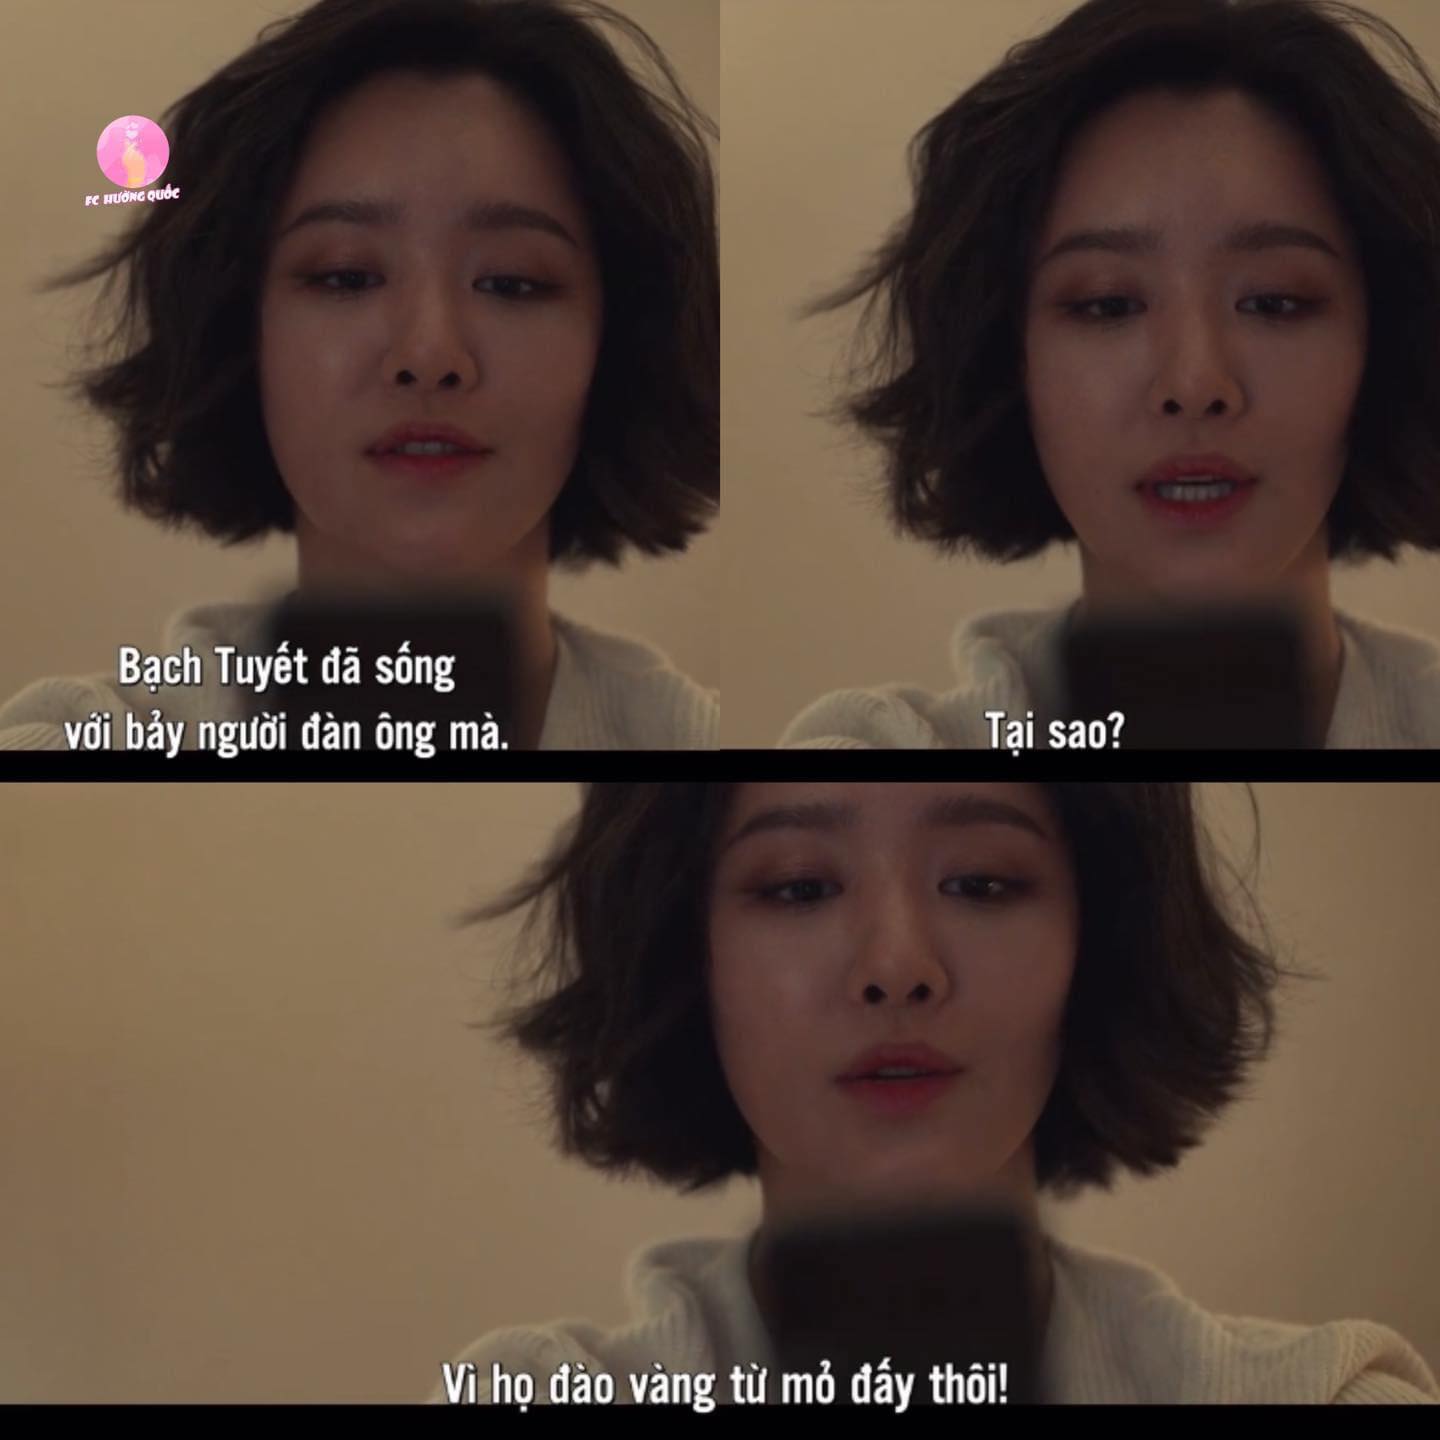 FC HƯỜNG QUỐC
Bạch Tuyết đã sống
với bảy người đàn ông mà.
Tại sao?
Vì họ đào vàng từ mỏ đấy thôi!